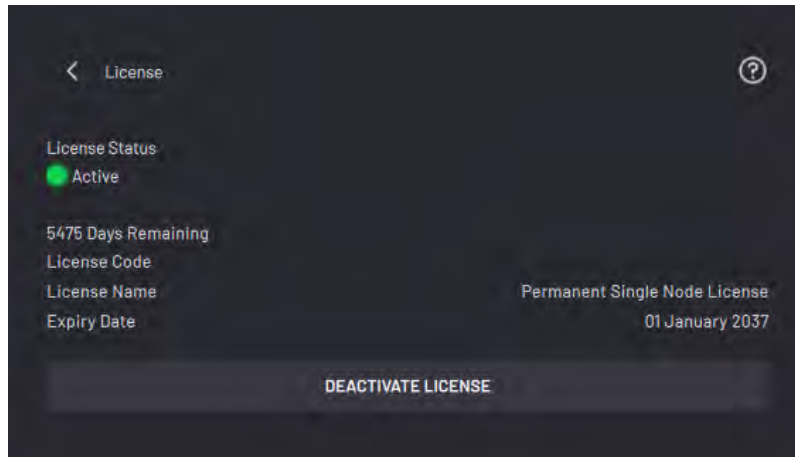 License
License Status
Active
5475 Days Remaining
License Code
License Name Permanent Single Node License
Expiry Date 01 January 2037
DEACTIVATE LICENSE